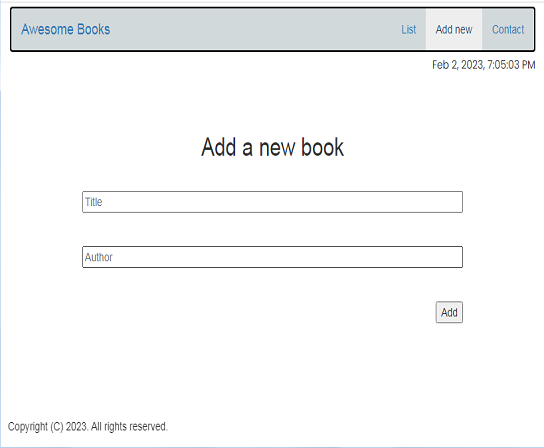 Awesome Books List Add new Contact
Feb 2, 2023, 7:05:03 PM
Add a new book
Title
Author
Add
Copyright (C) 2023. All rights reserved.